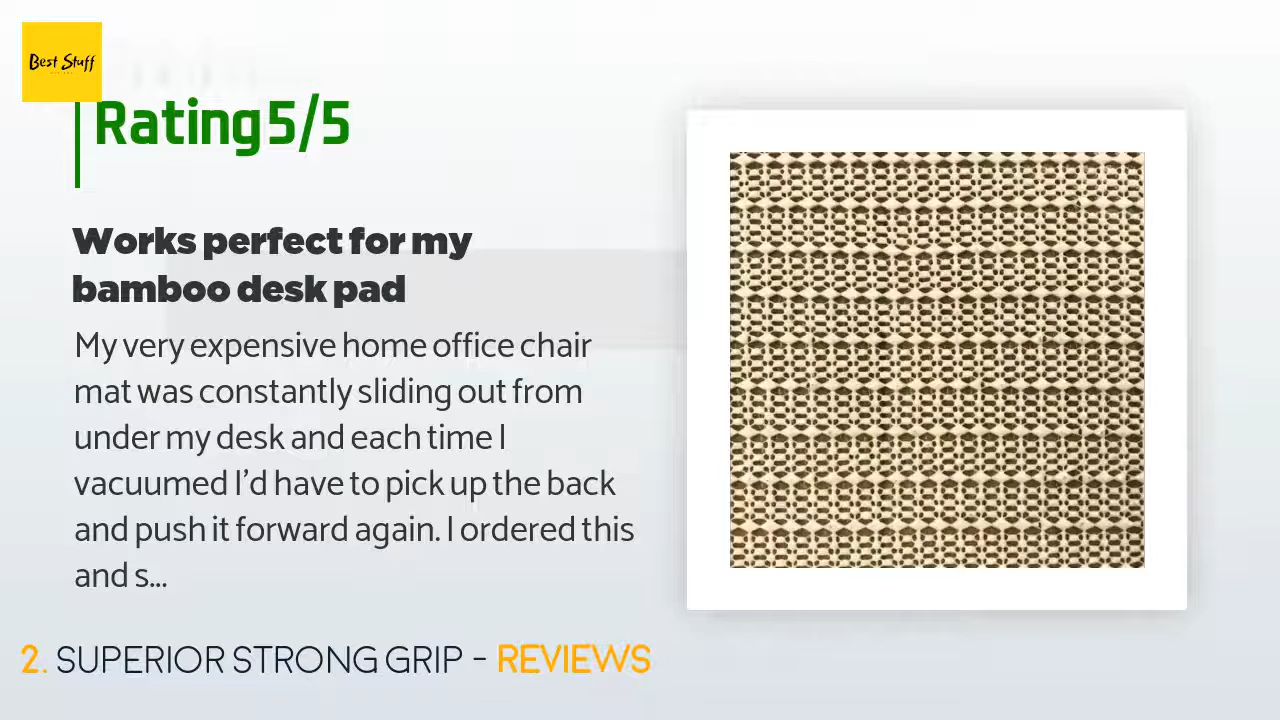 Best Stuff
Rating 5/5
Works perfect for my
bamboo desk pad
My very expensive home office chair
mat was constantly sliding out from
under my desk and each time I
vacuumed I'd have to pick up the back
and push it forward again. I ordered this
and s...
2. SUPERIOR STRONG GRIP - REVIEWS